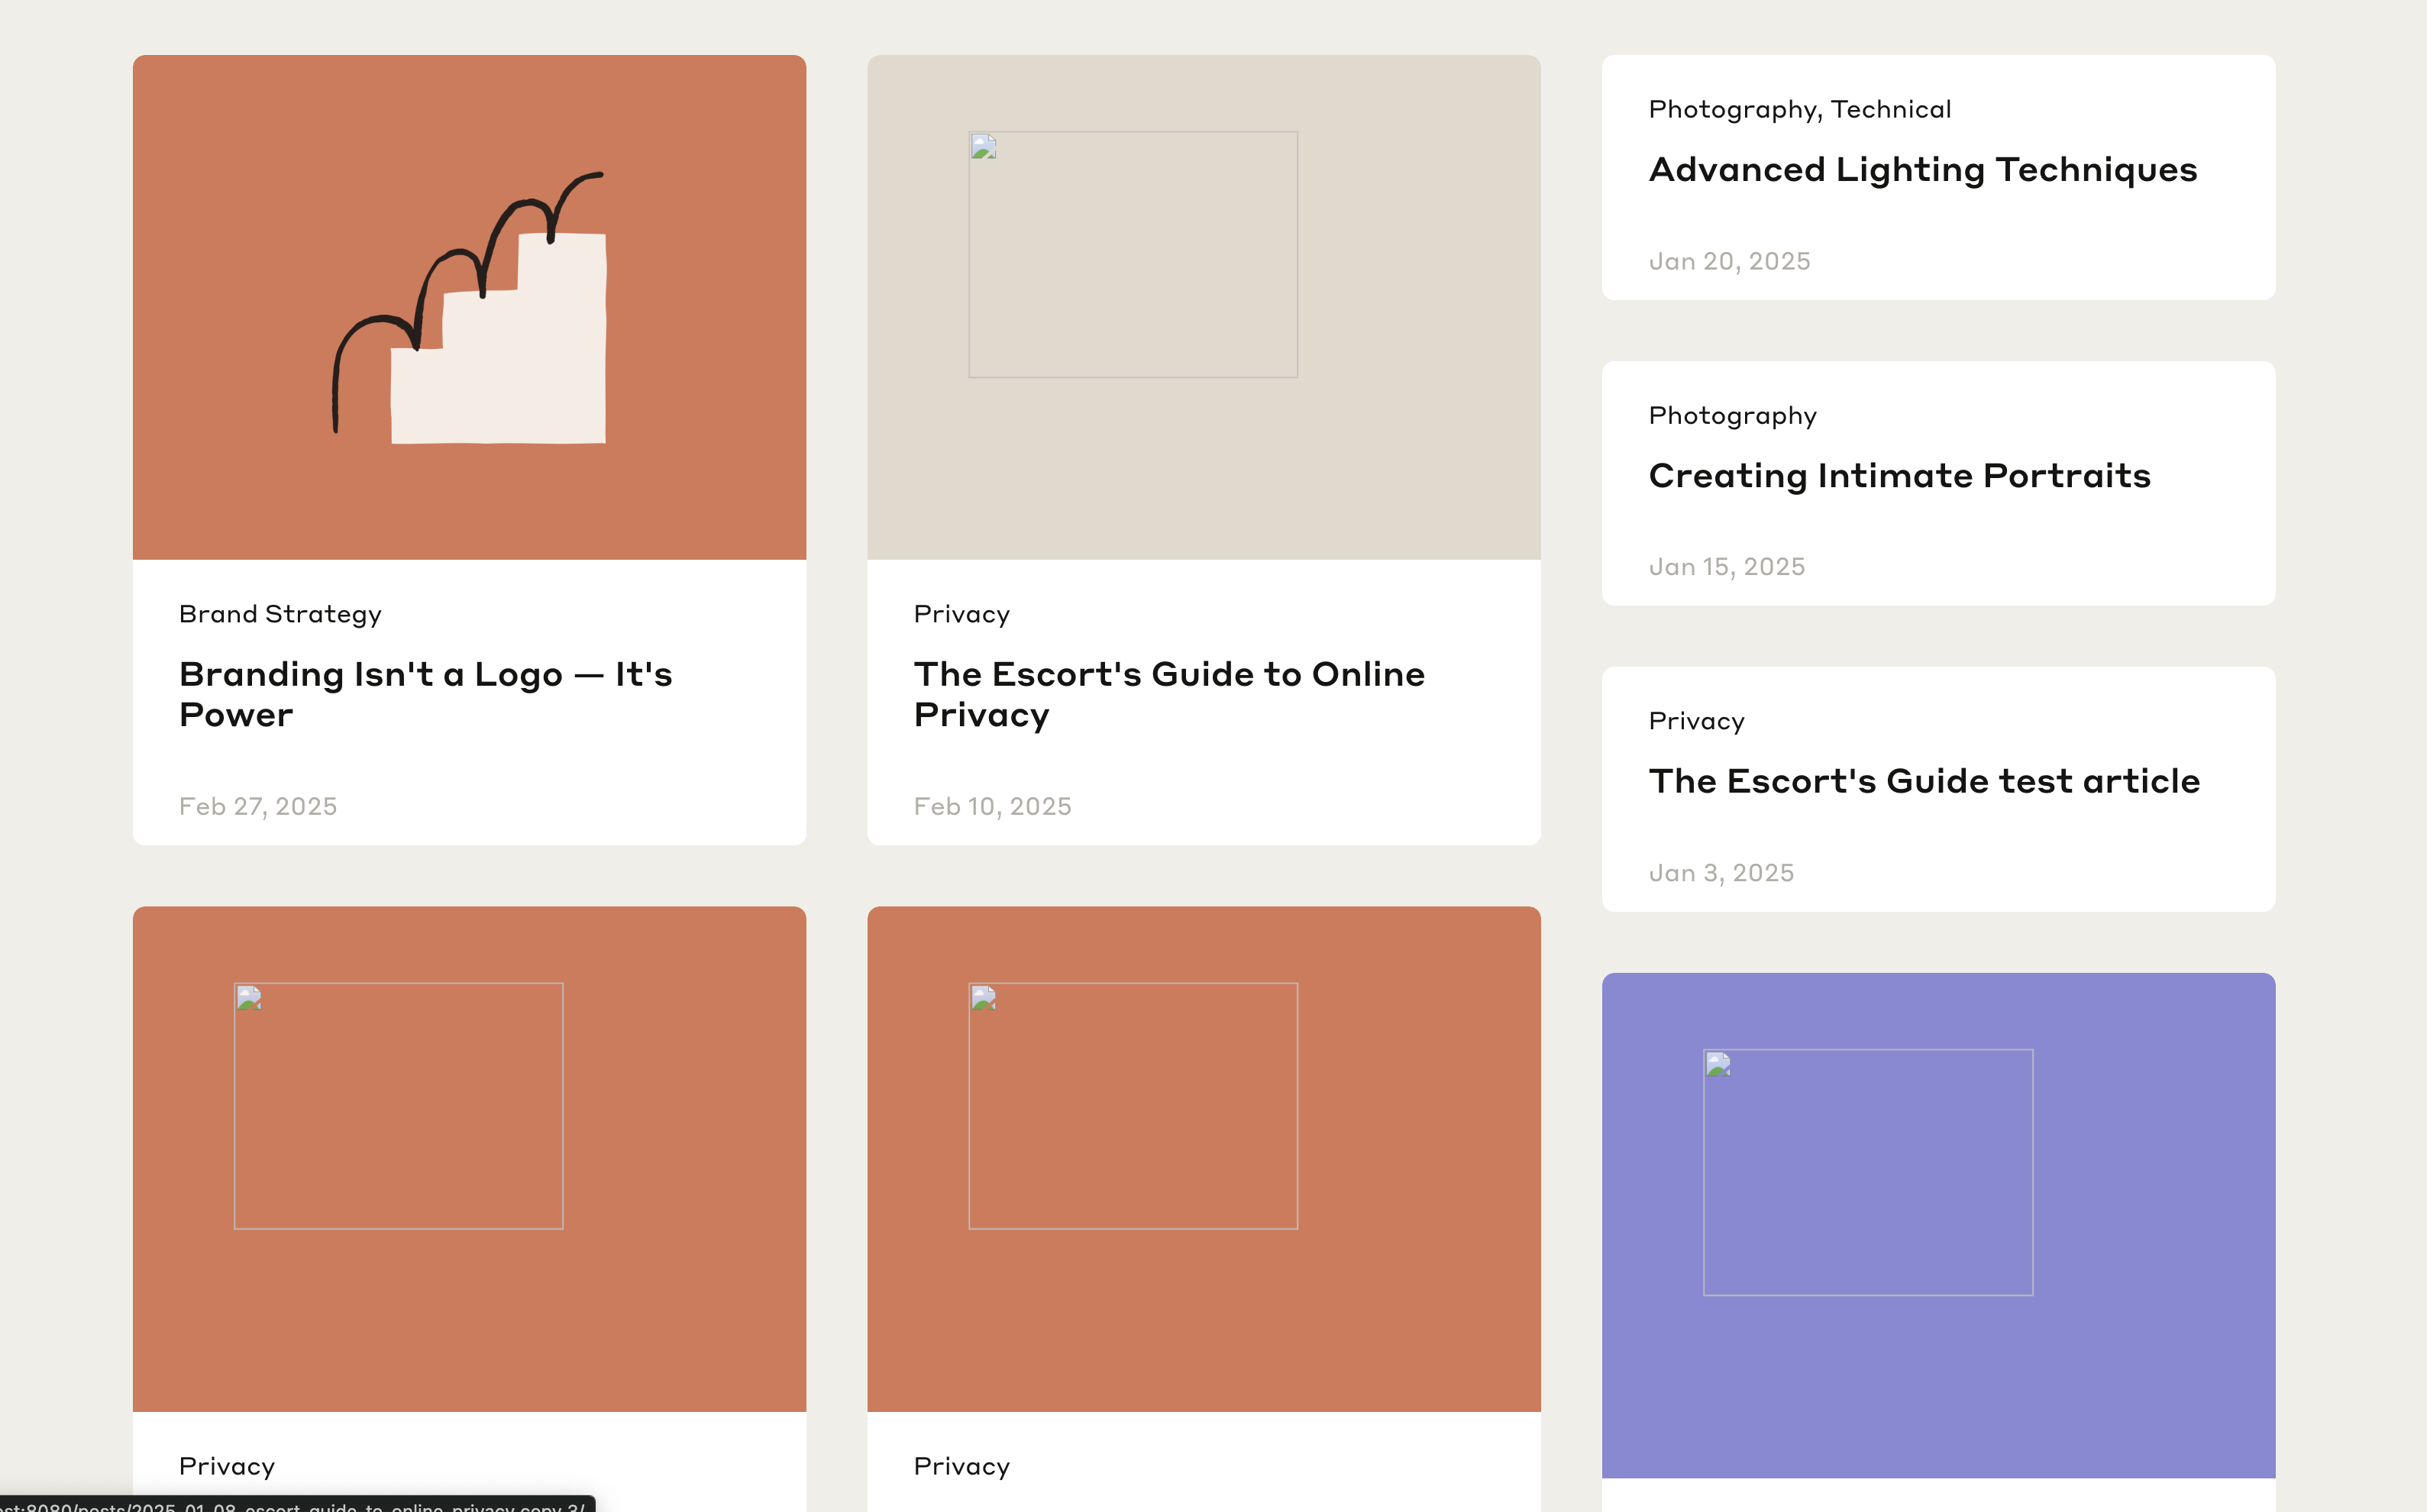 Brand Strategy
Branding Isn't a Logo — It's
Power
Feb 27, 2025
Privacy
The Escort's Guide to Online
Privacy
Feb 10, 2025
Photography, Technical
Advanced Lighting Techniques
Jan 20, 2025
Photography
Creating Intimate Portraits
Jan 15, 2025
Privacy
The Escort's Guide test article
Jan 3, 2025
Privacy
Privacy
ost:8080/posts/2025-01-08-escort-guide-to-online-privacy copy 3/